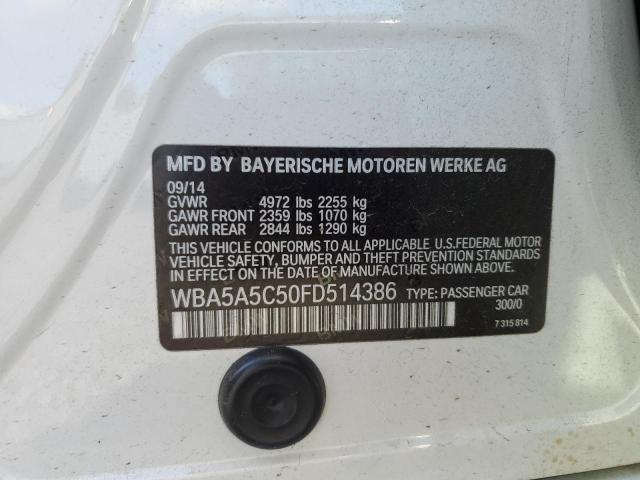 MFD BY BAYERISCHE MOTOREN WERKE AG
09/14
GVWR 4972 lbs 2255 kg
GAWR FRONT 2359 lbs 1070 kg
GAWR REAR 2844 lbs 1290 kg
THIS VEHICLE CONFORMS TO ALL APPLICABLE U.S.FEDERAL MOTOR
VEHICLE SAFETY, BUMPER AND THEFT PREVENTION STANDARDS
IN EFFECT ON THE DATE OF MANUFACTURE SHOWN ABOVE.
WBA5A5C50FD514386 TYPE: PASSENGER CAR
300/0
7 315 814